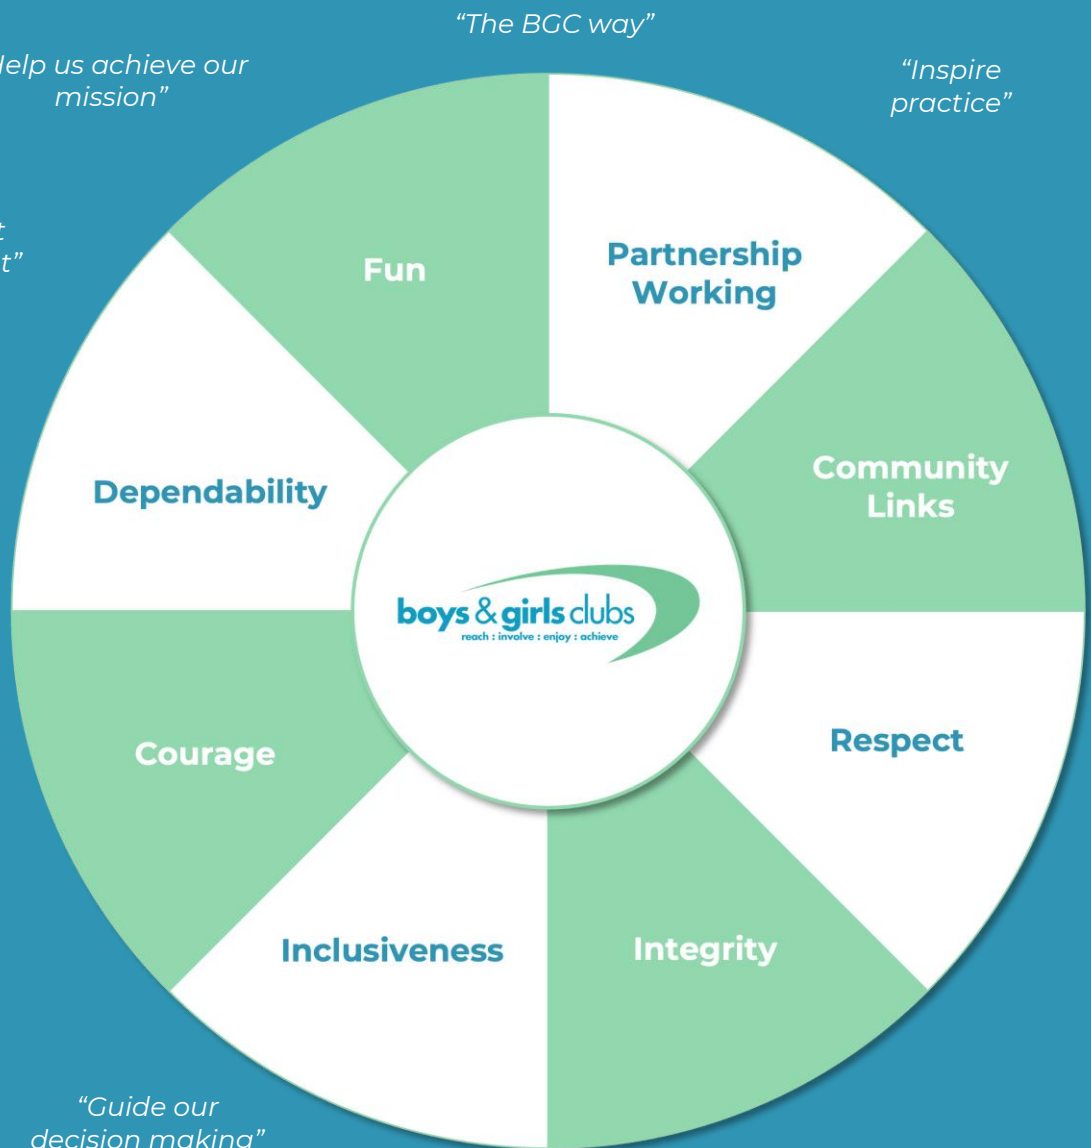 “The BGC way”
Help us achieve our
mission”
“Inspire
practice”
t”
Fun
Partnership
Working
Community
Links
Dependability
boys & girls clubs
reach : involve : enjoy : achieve
Courage
Respect
Inclusiveness
Integrity
“Guide our
decision making”